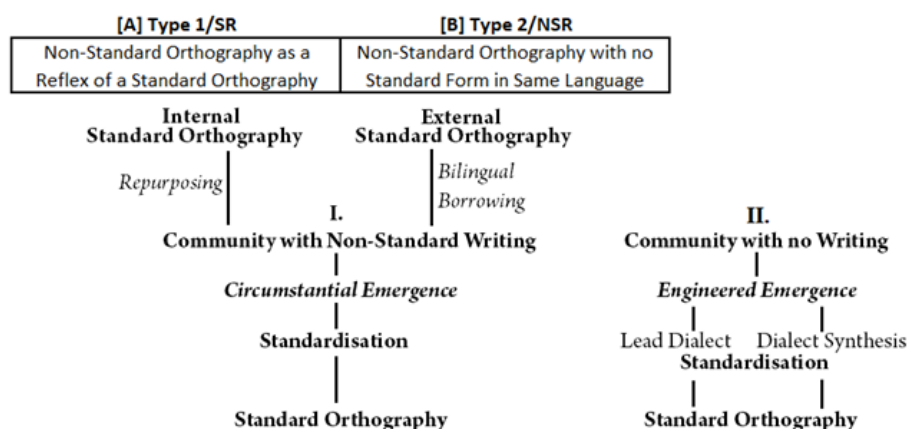 [A] Type 1/SR [B] Type 2/NSR
Non-Standard Orthography as a
Reflex of a Standard Orthography
Non-Standard Orthography with no
Standard Form in Same Language
Internal
Standard Orthography
External
Standard Orthography
Repurposing
Bilingual
Borrowing
I.
Community with Non-Standard Writing
Circumstantial Emergence
Standardisation
Standard Orthography
II.
Community with no Writing
Engineered Emergence
Lead Dialect Dialect Synthesis
Standardisation
Standard Orthography